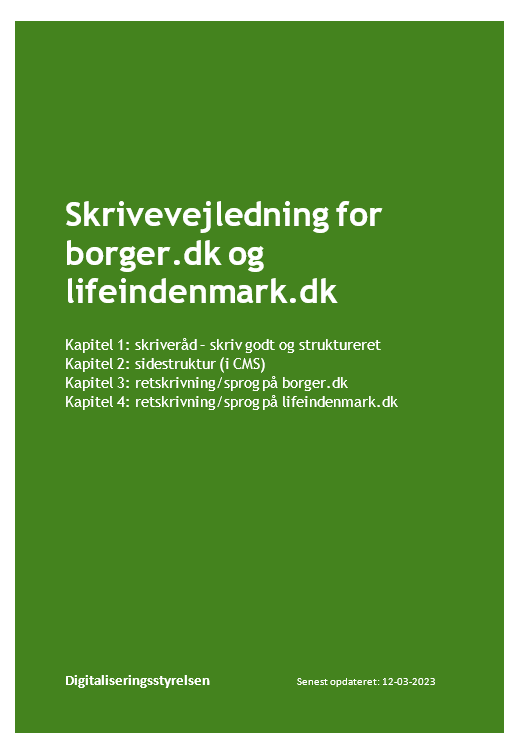 Skrivevejledning for
borger.dk og
lifeindenmark.dk
Kapitel 1: skriveråd – skriv godt og struktureret
Kapitel 2: sidestruktur (i CMS)
Kapitel 3: retskrivning/sprog på borger.dk
Kapitel 4: retskrivning/sprog på lifeindenmark.dk
Digitaliseringsstyrelsen Senest opdateret: 12-03-2023